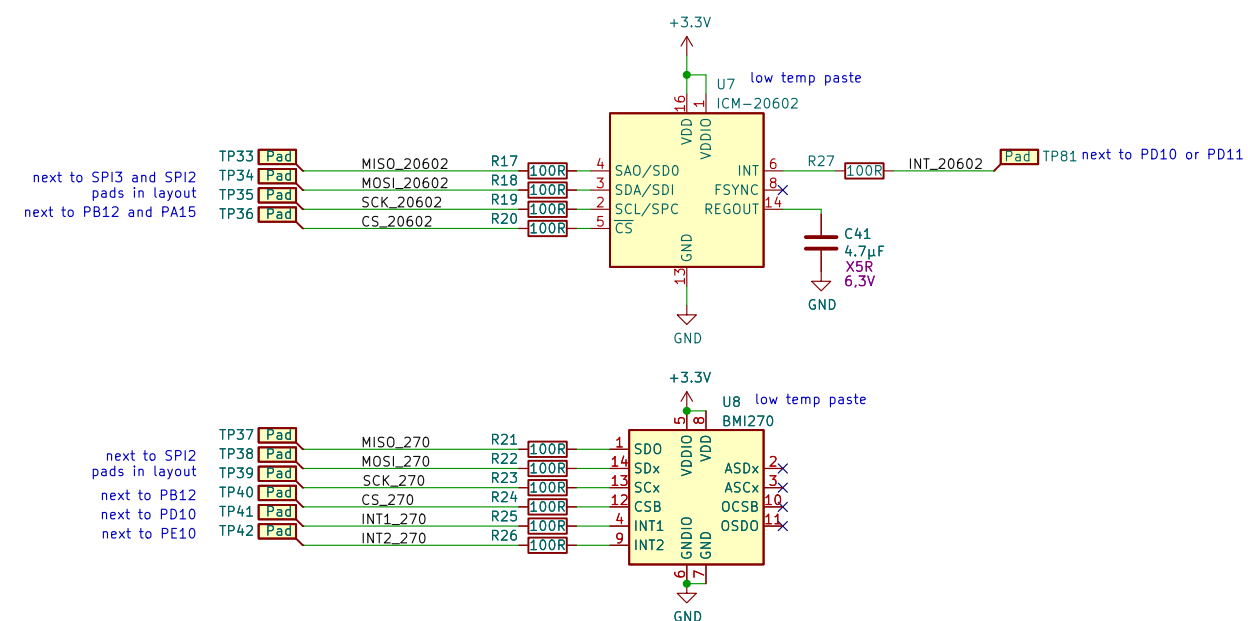 +3.3V
low temp paste
U7
ICM-20602
16
1
VDD
VDDIO
TP33 Pad
MISO_20602
R17
100R
4
SAO/SD0
INT
6
R27
100R
INT_20602
Pad
TP81
next to PD10 or PD11
next to SPI3 and SPI2
pads in layout
TP34 Pad
MOSI_20602
R18
100R
3
SDA/SDI
FSYNC
8
TP35 Pad
SCK_20602
R19
100R
2
SCL/SPC
REGOUT
14
next to PB12 and PA15
TP36 Pad
CS_20602
R20
100R
5
CS
GND
13
C41
4.7µF
X5R
6,3V
GND
GND
+3.3V
low temp paste
U8
BMI270
5
8
VDDIO
VDD
TP37 Pad
MISO_270
R21
100R
1
SDO
next to SPI2
pads in layout
TP38 Pad
MOSI_270
R22
100R
14
SDx
ASDx
2
TP39 Pad
SCK_270
R23
100R
13
SCx
ASCx
3
next to PB12
TP40 Pad
CS_270
R24
100R
12
CSB
OCSB
10
next to PD10
TP41 Pad
INT1_270
R25
100R
4
INT1
OSDO
11
next to PE10
TP42 Pad
INT2_270
R26
100R
9
INT2
GNDIO
GND
6
7
GND